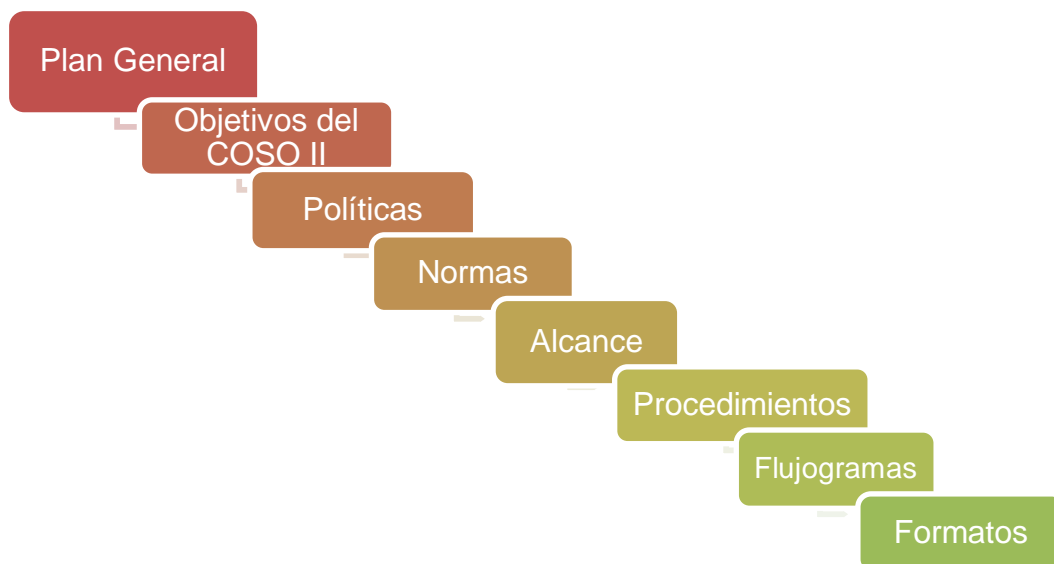 Plan General
Objetivos del
COSO II
Políticas
Normas
Alcance
Procedimientos
Flujogramas
Formatos